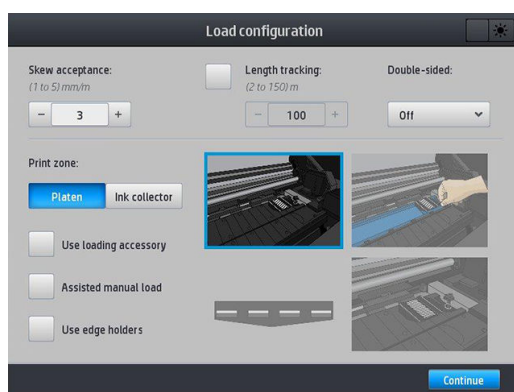 Load configuration
Skew acceptance:
(1 to 5) mm/m
− 3 +
Length tracking:
(2 to 150) m
− 100 +
Double-sided:
Off
Print zone:
Platen
Ink collector
Use loading accessory
Assisted manual load
Use edge holders
Continue